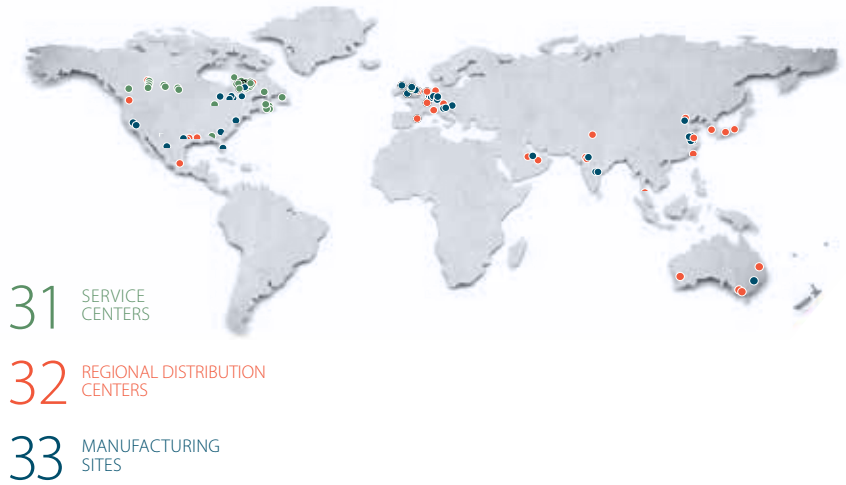 31 SERVICE
CENTERS
32 REGIONAL DISTRIBUTION
CENTERS
33 MANUFACTURING
SITES